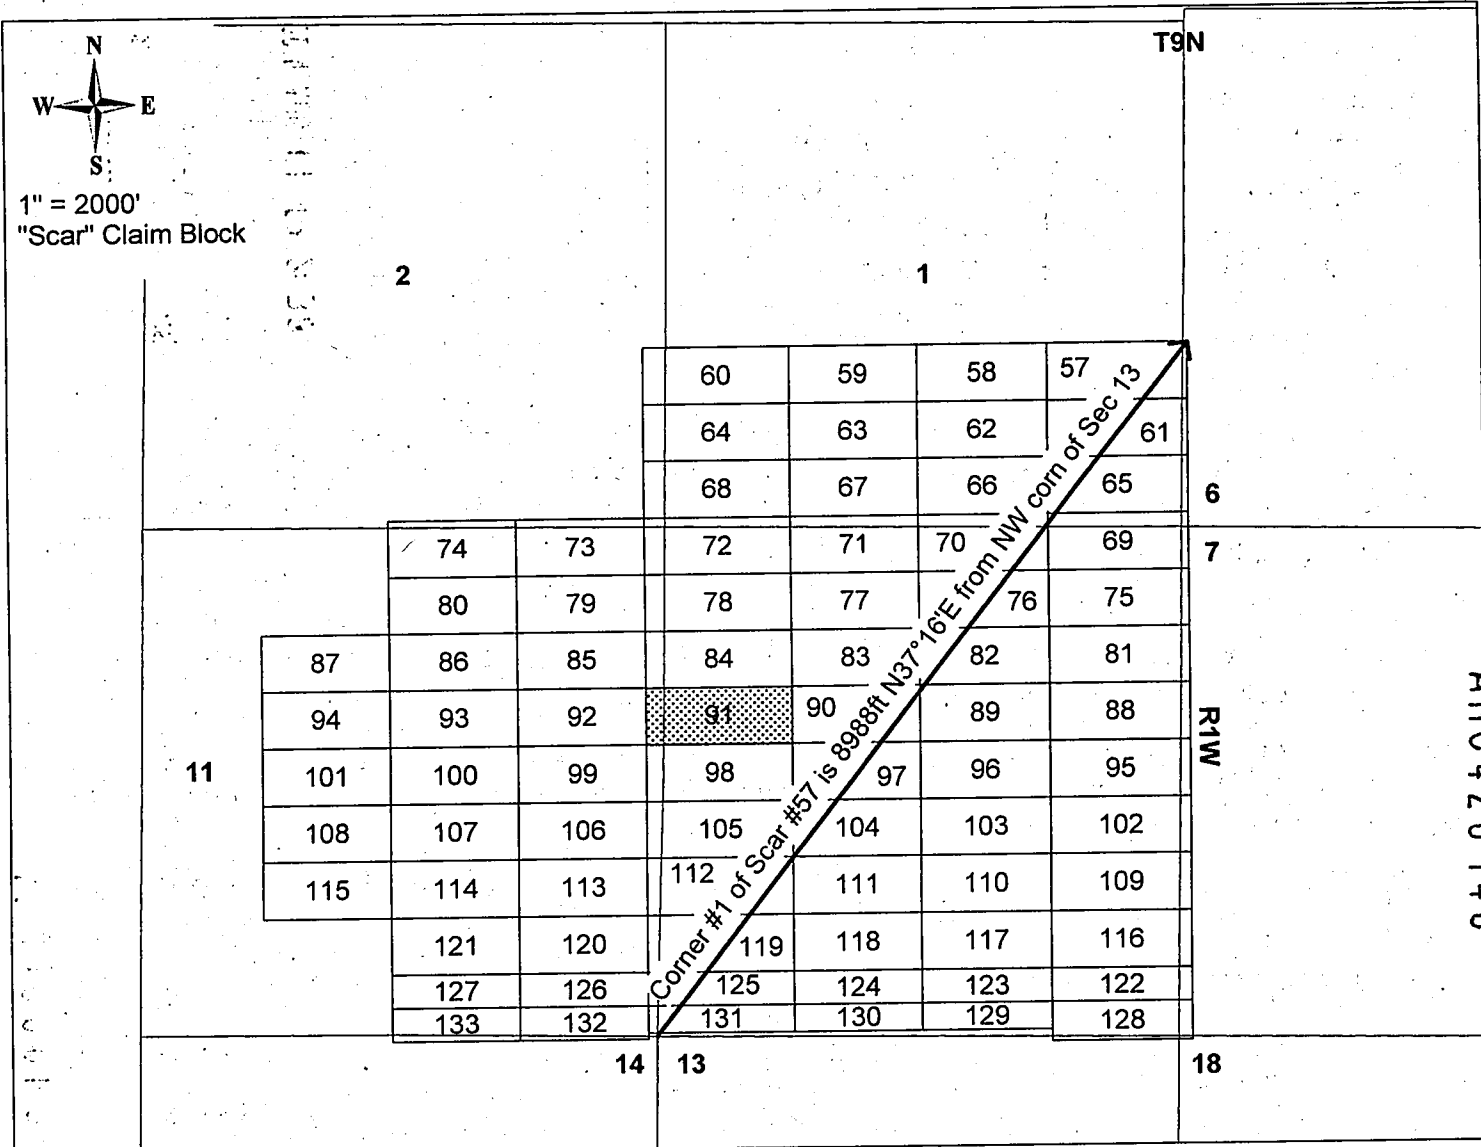 T9N
N
W E
S
1" = 2000'
"Scar" Claim Block
2 1
60 59 58 57
64 63 62 61
68 67 66 65
6
74 73 72 71 70 69
7
80 79 78 77 76 75
87 86 85 84 83 82 81
94 93 92 91 90 89 88
R1W
11
101 100 99 98 97 96 95
108 107 106 105 104 103 102
115 114 113 112 111 110 109
121 120 119 118 117 116
127 126 125 124 123 122
133 132 131 130 129 128
Corner #1 of Scar #57 is 8988ft N37°16'E from NW corn of Sec 13
14 13 18